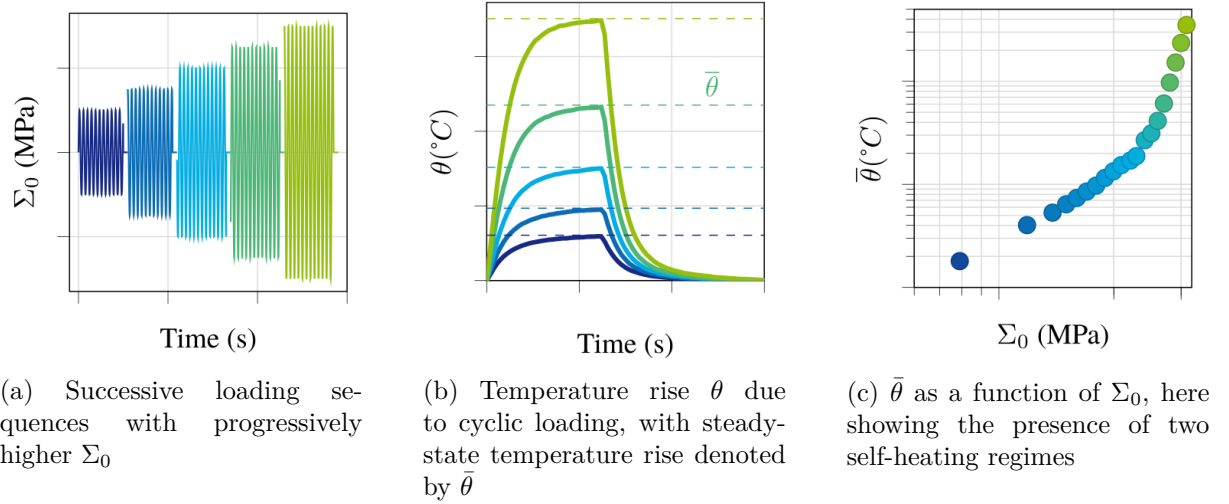 Σ₀ (MPa)
Time (s)
(a) Successive loading se-
quences with progressively
higher Σ₀
θ(°C)
θ̅
Time (s)
(b) Temperature rise θ due
to cyclic loading, with steady-
state temperature rise denoted
by θ̄
θ̅(°C)
Σ₀ (MPa)
(c) θ̄ as a function of Σ₀, here
showing the presence of two
self-heating regimes